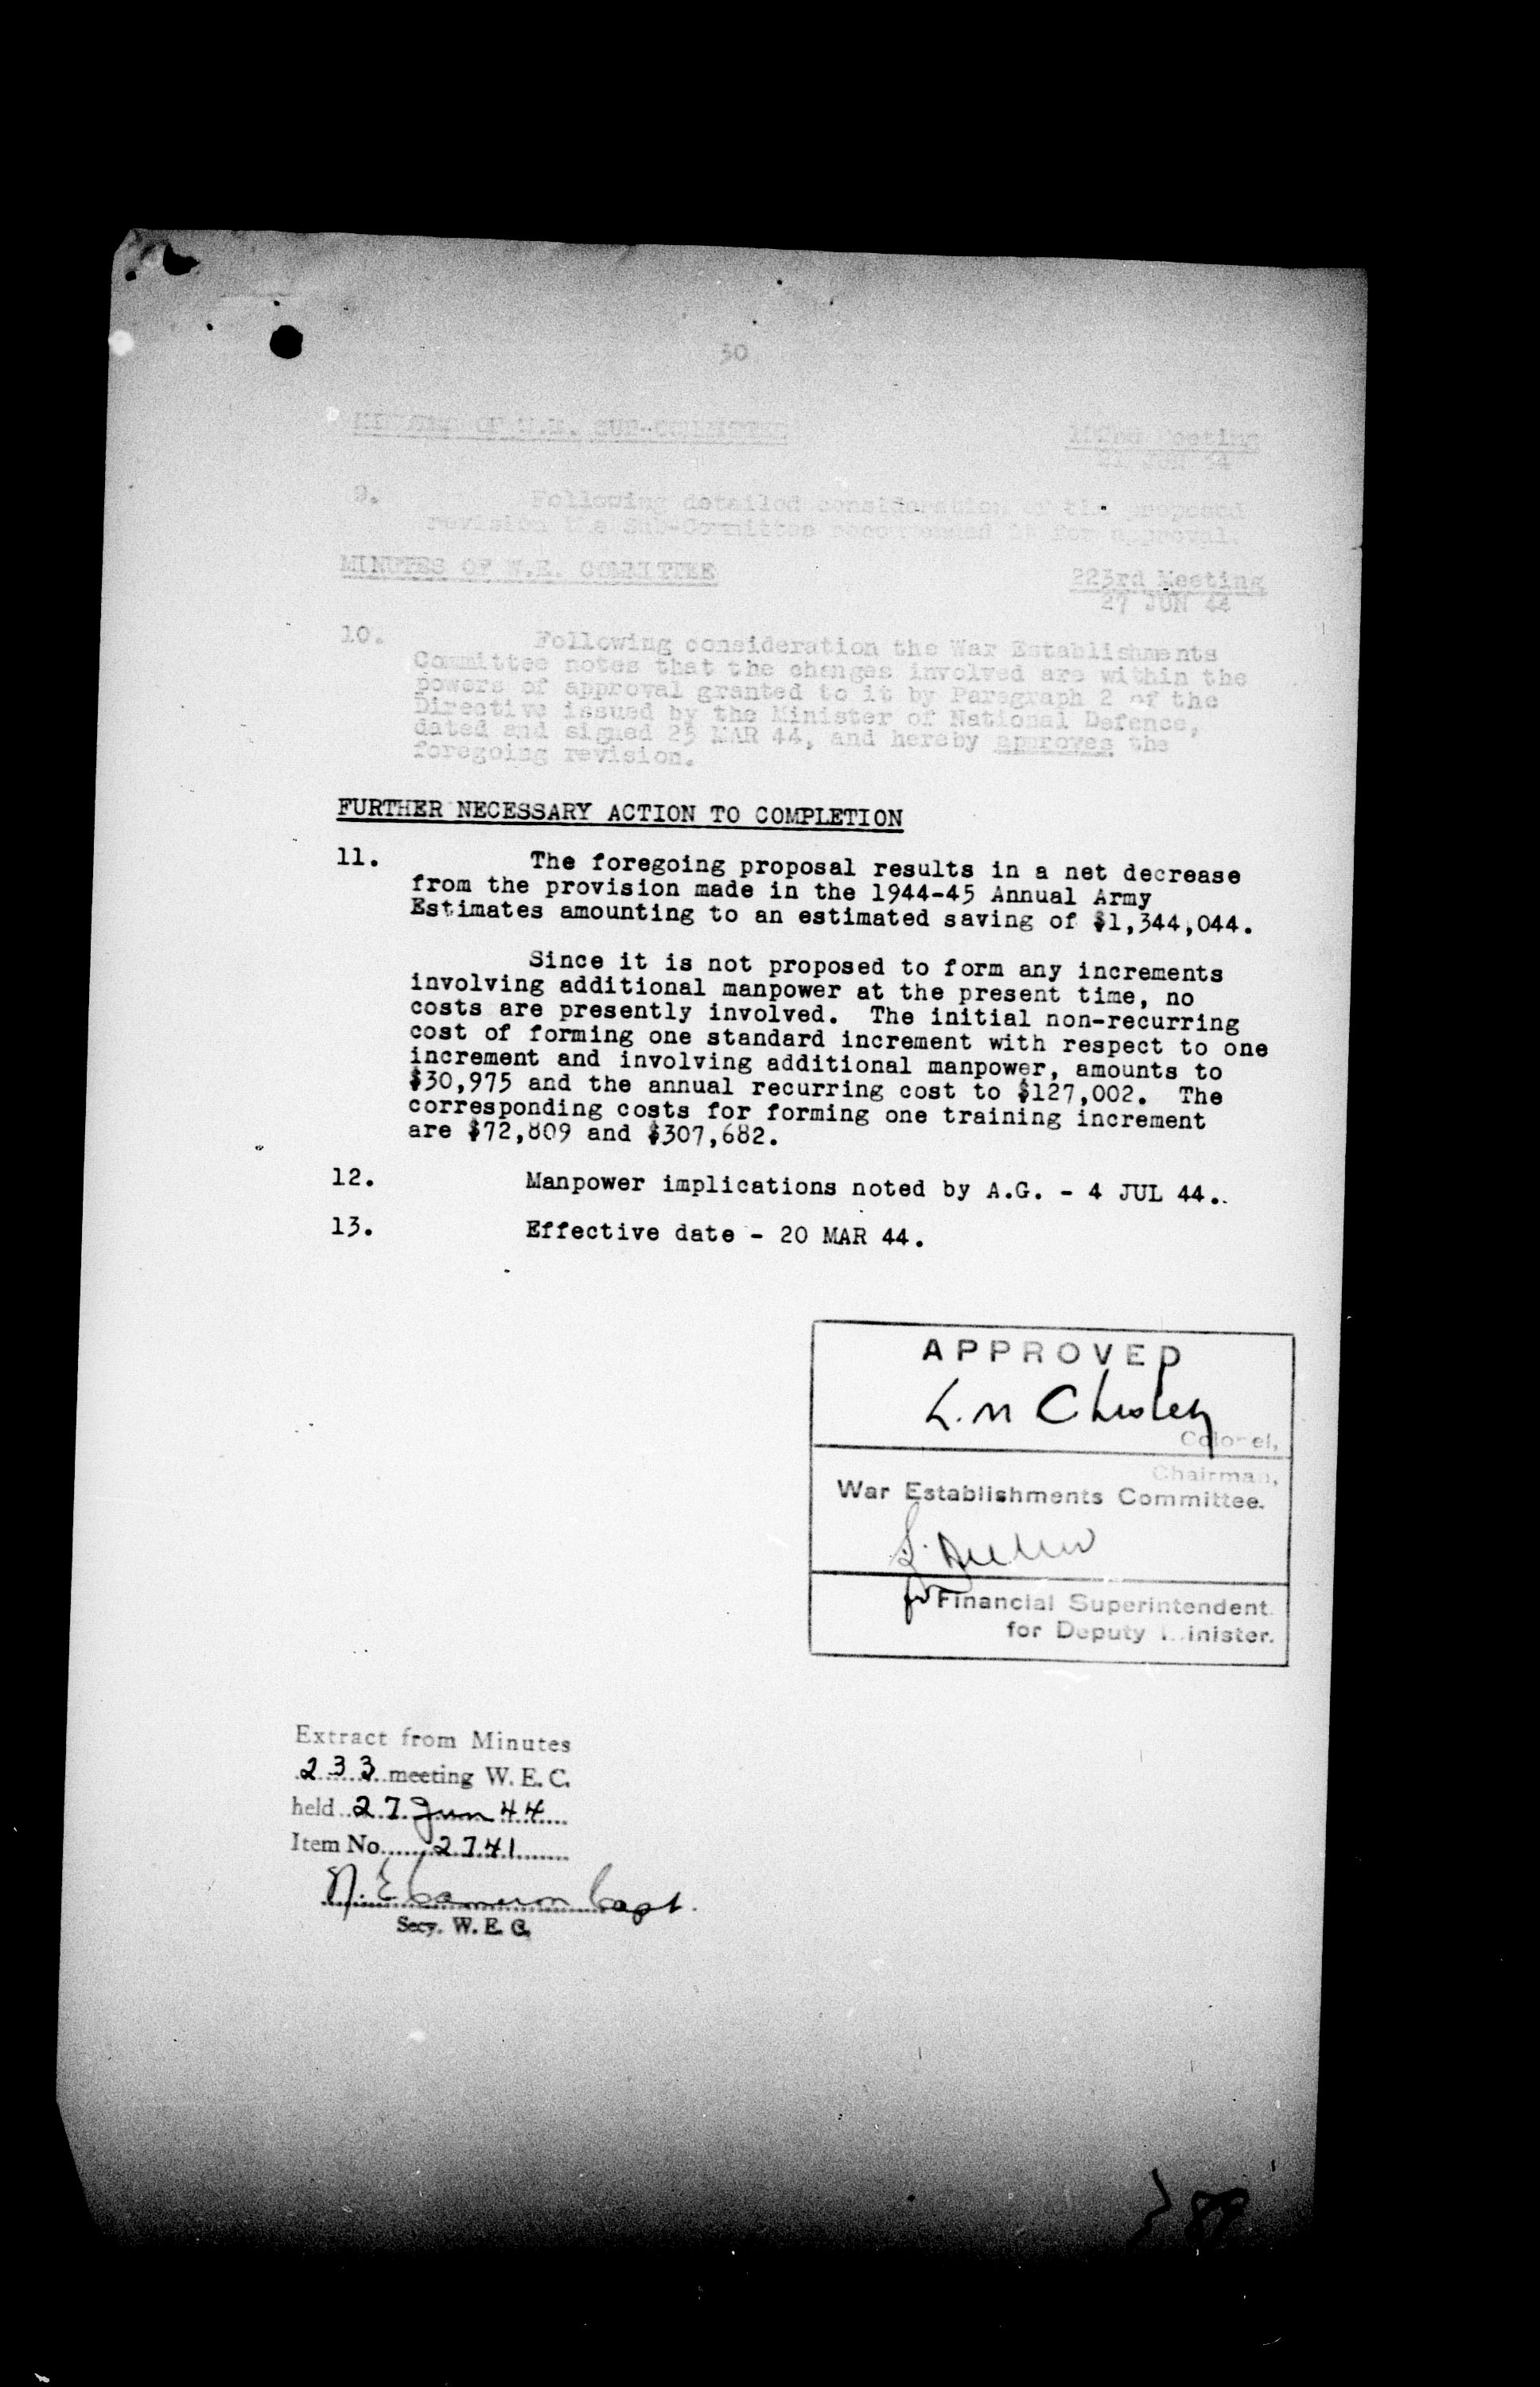 30
MINUTES OF W.E. SUB-COMMITTEE
Meeting
21 JUN 44
9. Following detailed consideration of the proposed
revision the Sub-Committee recommended it for approval.
MINUTES OF W.E. COMMITTEE
223rd Meeting
27 JUN 44
10. Following consideration the War Establishments
Committee notes that the changes involved are within the
powers of approval granted to it by Paragraph 2 of the
Directive issued by the Minister of National Defence,
dated and signed 25 MAR 44, and hereby approves the
foregoing revision.
FURTHER NECESSARY ACTION TO COMPLETION
11. The foregoing proposal results in a net decrease
from the provision made in the 1944-45 Annual Army
Estimates amounting to an estimated saving of $1,344,044.
Since it is not proposed to form any increments
involving additional manpower at the present time, no
costs are presently involved. The initial non-recurring
cost of forming one standard increment with respect to one
increment and involving additional manpower, amounts to
$30,975 and the annual recurring cost to $127,002. The
corresponding costs for forming one training increment
are $72,809 and $307,682.
12. Manpower implications noted by A.G. - 4 JUL 44.
13. Effective date - 20 MAR 44.
APPROVED
L. M Chesley
Colonel,
Chairman,
War Establishments Committee.
for Financial Superintendent
for Deputy Minister.
Extract from Minutes
233 meeting W. E. C.
held 27 Jun 44
Item No. 2741
N. E Cameron Capt.
Secy. W. E. C.
89